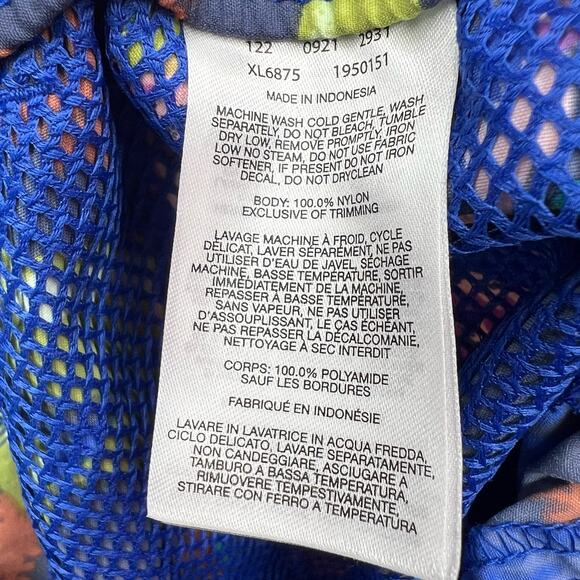 122 0921 2931
XL6875 1950151
MADE IN INDONESIA
MACHINE WASH COLD GENTLE, WASH
SEPARATELY, DO NOT BLEACH, TUMBLE
DRY LOW, REMOVE PROMPTLY, IRON
LOW NO STEAM, DO NOT USE FABRIC
SOFTENER, IF PRESENT DO NOT IRON
DECAL, DO NOT DRYCLEAN
BODY: 100.0% NYLON
EXCLUSIVE OF TRIMMING
LAVAGE MACHINE À FROID, CYCLE
DÉLICAT, LAVER SÉPARÉMENT, NE PAS
UTILISER D'EAU DE JAVEL, SÉCHAGE
MACHINE, BASSE TEMPÉRATURE, SORTIR
IMMÉDIATEMENT DE LA MACHINE,
REPASSER À BASSE TEMPÉRATURE,
SANS VAPEUR, NE PAS UTILISER
D'ASSOUPLISSANT, LE CAS ÉCHÉANT,
NE PAS REPASSER LA DÉCALCOMANIE,
NETTOYAGE À SEC INTERDIT
CORPS: 100.0% POLYAMIDE
SAUF LES BORDURES
FABRIQUÉ EN INDONÉSIE
LAVARE IN LAVATRICE IN ACQUA FREDDA,
CICLO DELICATO, LAVARE SEPARATAMENTE,
NON CANDEGGIARE, ASCIUGARE A
TAMBURO A BASSA TEMPERATURA,
RIMUOVERE TEMPESTIVAMENTE,
STIRARE CON FERRO A TEMPERATURA